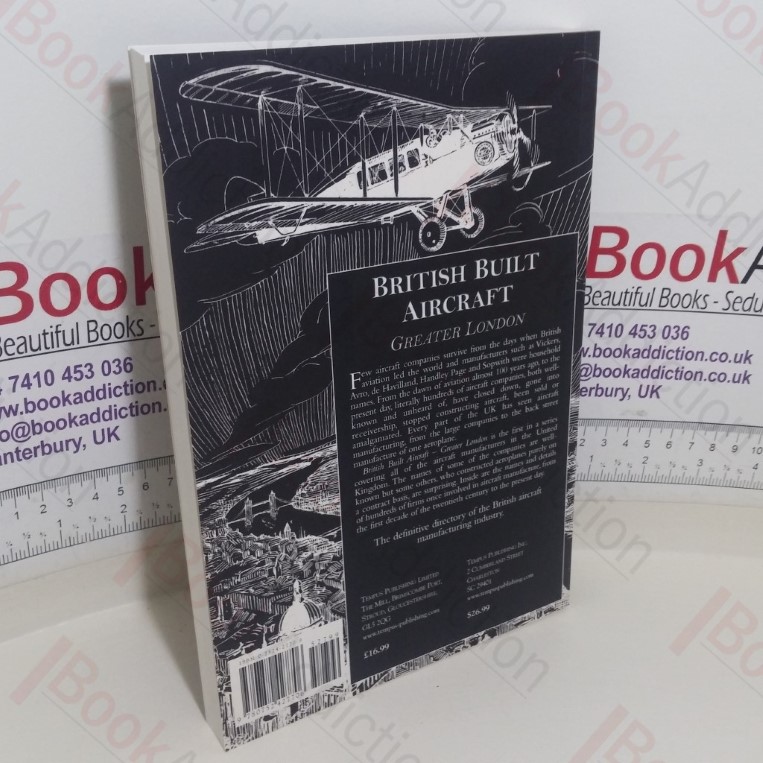 BRITISH BUILT
AIRCRAFT
GREATER LONDON
Few aircraft companies survive from the days when British
aviation led the world and manufacturers such as Vickers,
Avro, de Havilland, Handley Page and Sopwith were household
names. From the dawn of aviation almost 100 years ago to the
present day, literally hundreds of aircraft companies, both well-
known and unheard of, have closed down, gone into
receivership, stopped constructing aircraft, been sold or
amalgamated. Every part of the UK has seen aircraft
manufacturing, from the large companies to the back street
manufacture of one aeroplane.
British Built Aircraft – Greater London is the first in a series
covering all of the aircraft manufacturers in the United
Kingdom. The names of some of the companies are well-
known but some others, who constructed aeroplanes purely on
a contract basis, are surprising. Inside are the names and details
of hundreds of firms once involved in aircraft manufacture, from
the first decade of the twentieth century to the present day.
The definitive directory of the British aircraft
manufacturing industry.
TEMPUS PUBLISHING LIMITED
THE MILL, BRIMSCOMBE PORT,
STROUD, GLOUCESTERSHIRE,
GL5 2QG
www.tempus-publishing.com
£16.99
TEMPUS PUBLISHING INC.
2 CUMBERLAND STREET
CHARLESTON
SC 29401
www.tempuspublishing.com
$26.99
Book
Beautiful Books -
7410 453 036
www.bookaddiction.co.uk
nfo@bookaddiction
nterbury, UK
BookA
Beautiful Books - Sedu
7410 453 036
bookaddiction.co.uk
@bookaddiction.co.uk
terbury, UK
BookAddiction